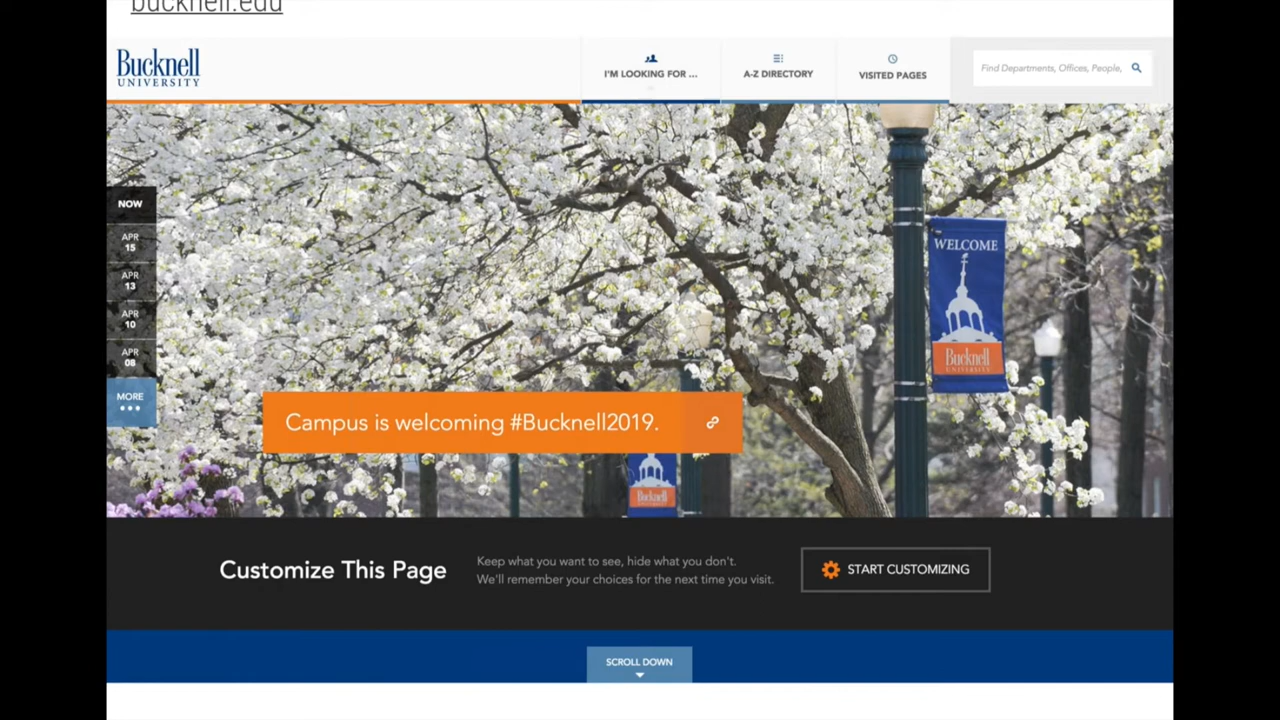 bucknell.edu
Bucknell
UNIVERSITY
I'M LOOKING FOR ...
A-Z DIRECTORY
VISITED PAGES
Find Departments, Offices, People,
NOW
APR
15
APR
13
APR
10
APR
08
MORE
WELCOME
Bucknell
UNIVERSITY
Campus is welcoming #Bucknell2019.
Bucknell
Customize This Page
Keep what you want to see, hide what you don't.
We'll remember your choices for the next time you visit.
START CUSTOMIZING
SCROLL DOWN